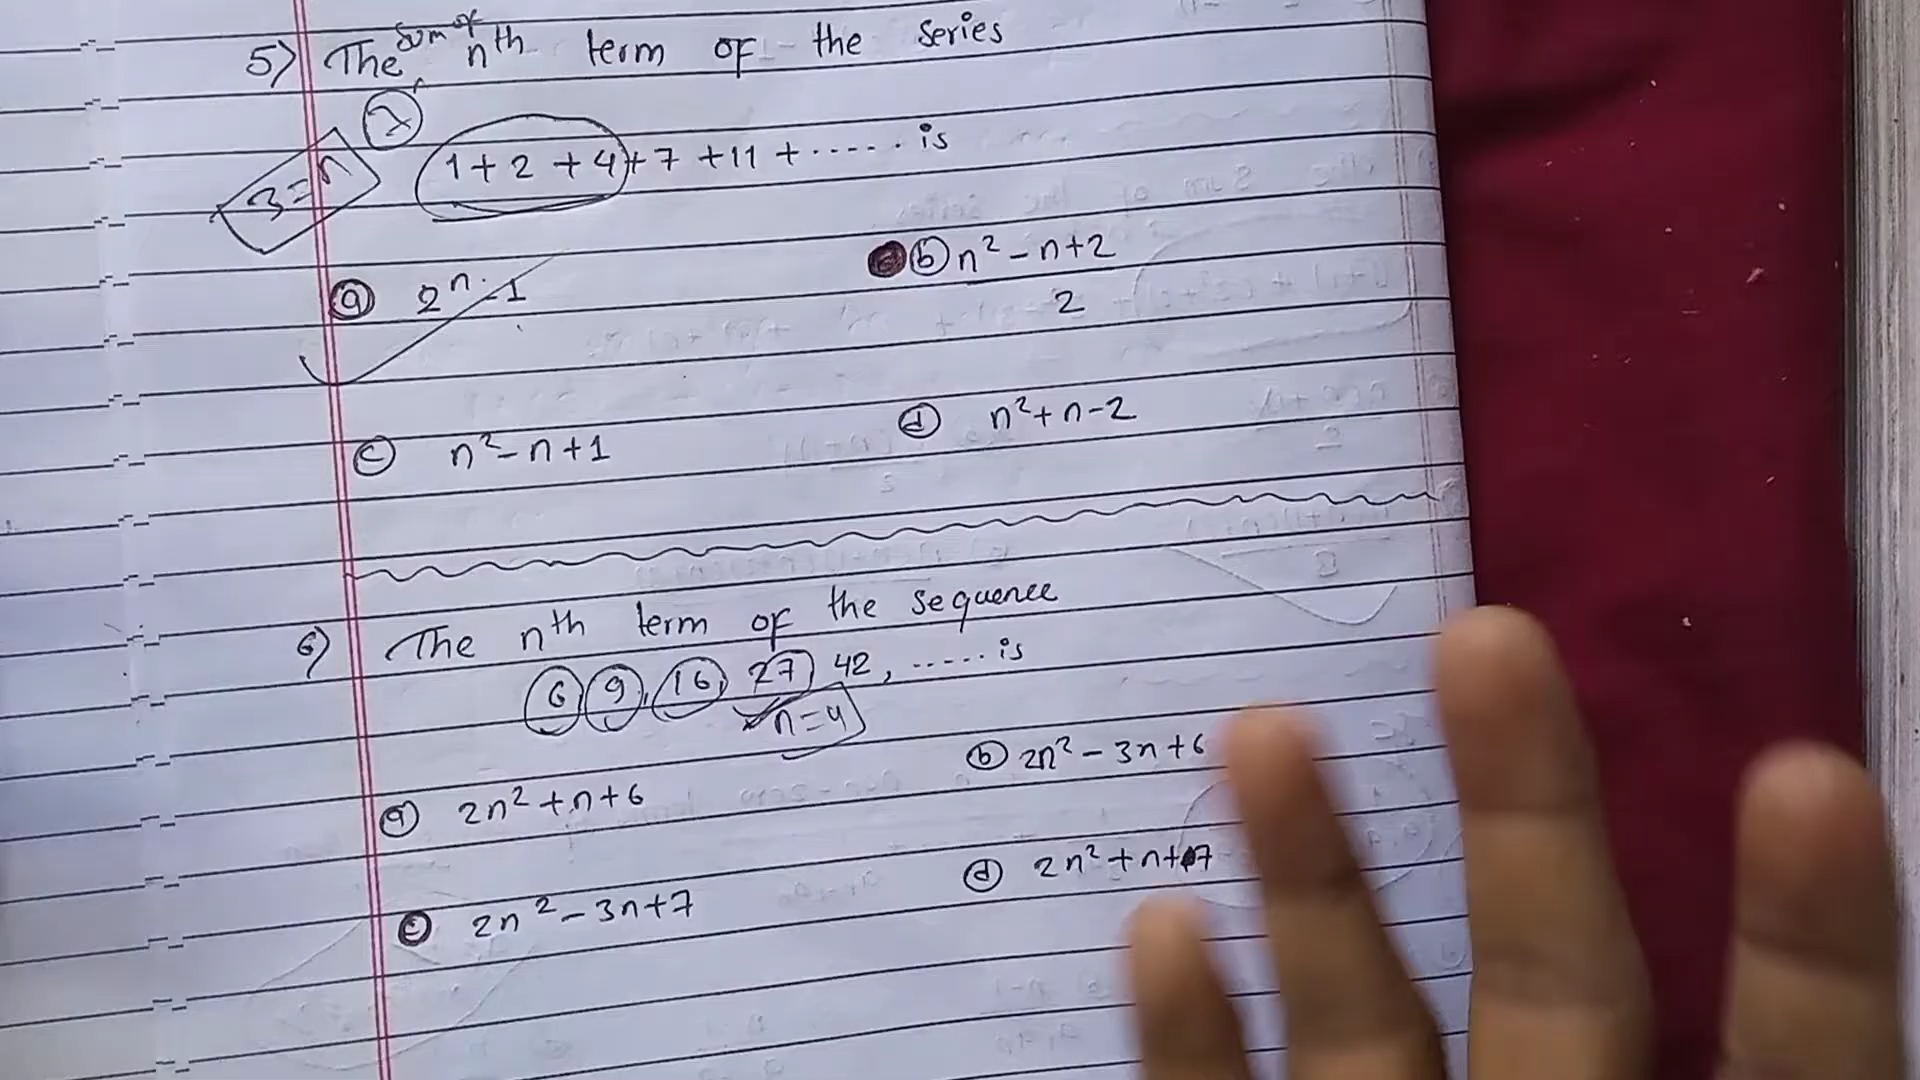 5) The sum of nth term of the series
3=n 1+2+4+7+11+.....is
ⓐ 2ⁿ-1 ⓑ n²-n+2
2
ⓒ n²-n+1 ⓓ n²+n-2
6) The nth term of the sequence
6 9, 16, 27, 42, .....is
n=4
ⓐ 2n²+n+6 ⓑ 2n²-3n+6
ⓒ 2n²-3n+7 ⓓ 2n²+n+7